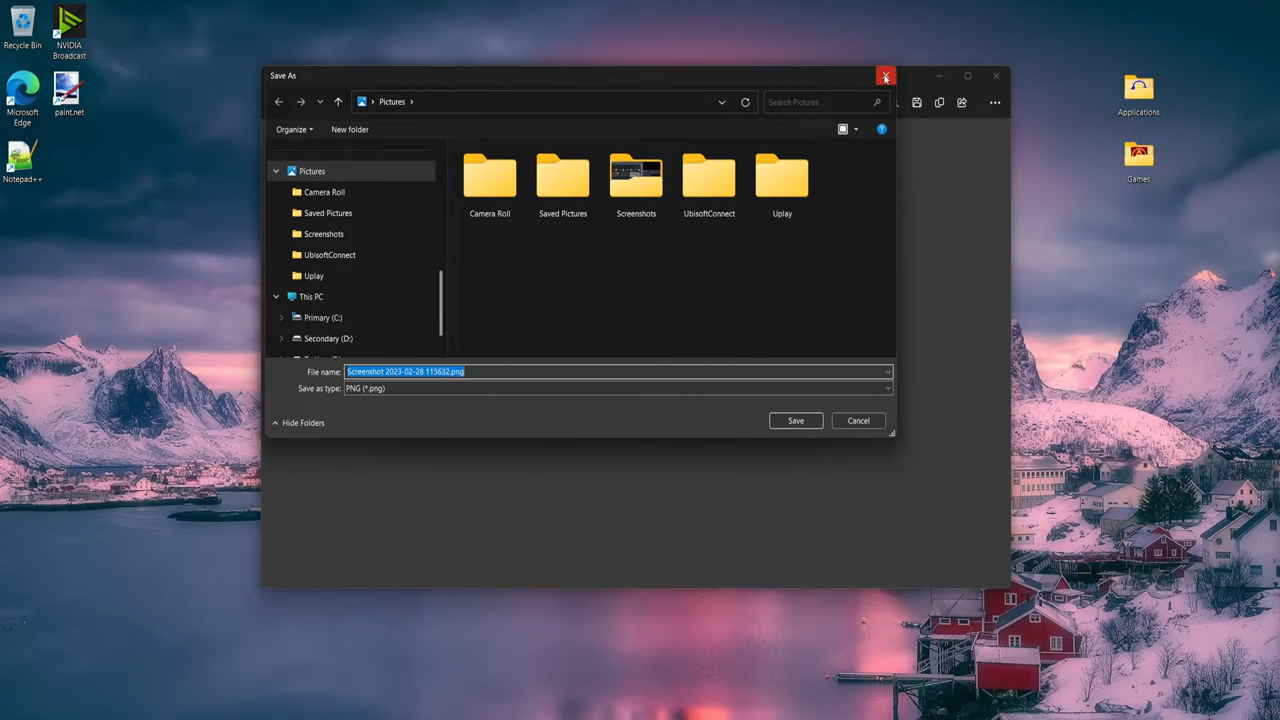 Recycle Bin
NVIDIA
Broadcast
Microsoft
Edge
paint.net
Notepad++
Save As
Pictures
Search Pictures
Organize
New folder
Pictures
Camera Roll
Saved Pictures
Screenshots
UbisoftConnect
Uplay
This PC
Primary (C:)
Secondary (D:)
Camera Roll
Saved Pictures
Screenshots
UbisoftConnect
Uplay
File name: Screenshot 2023-02-28 115632.png
Save as type: PNG (*.png)
Hide Folders
Save
Cancel
Applications
Games